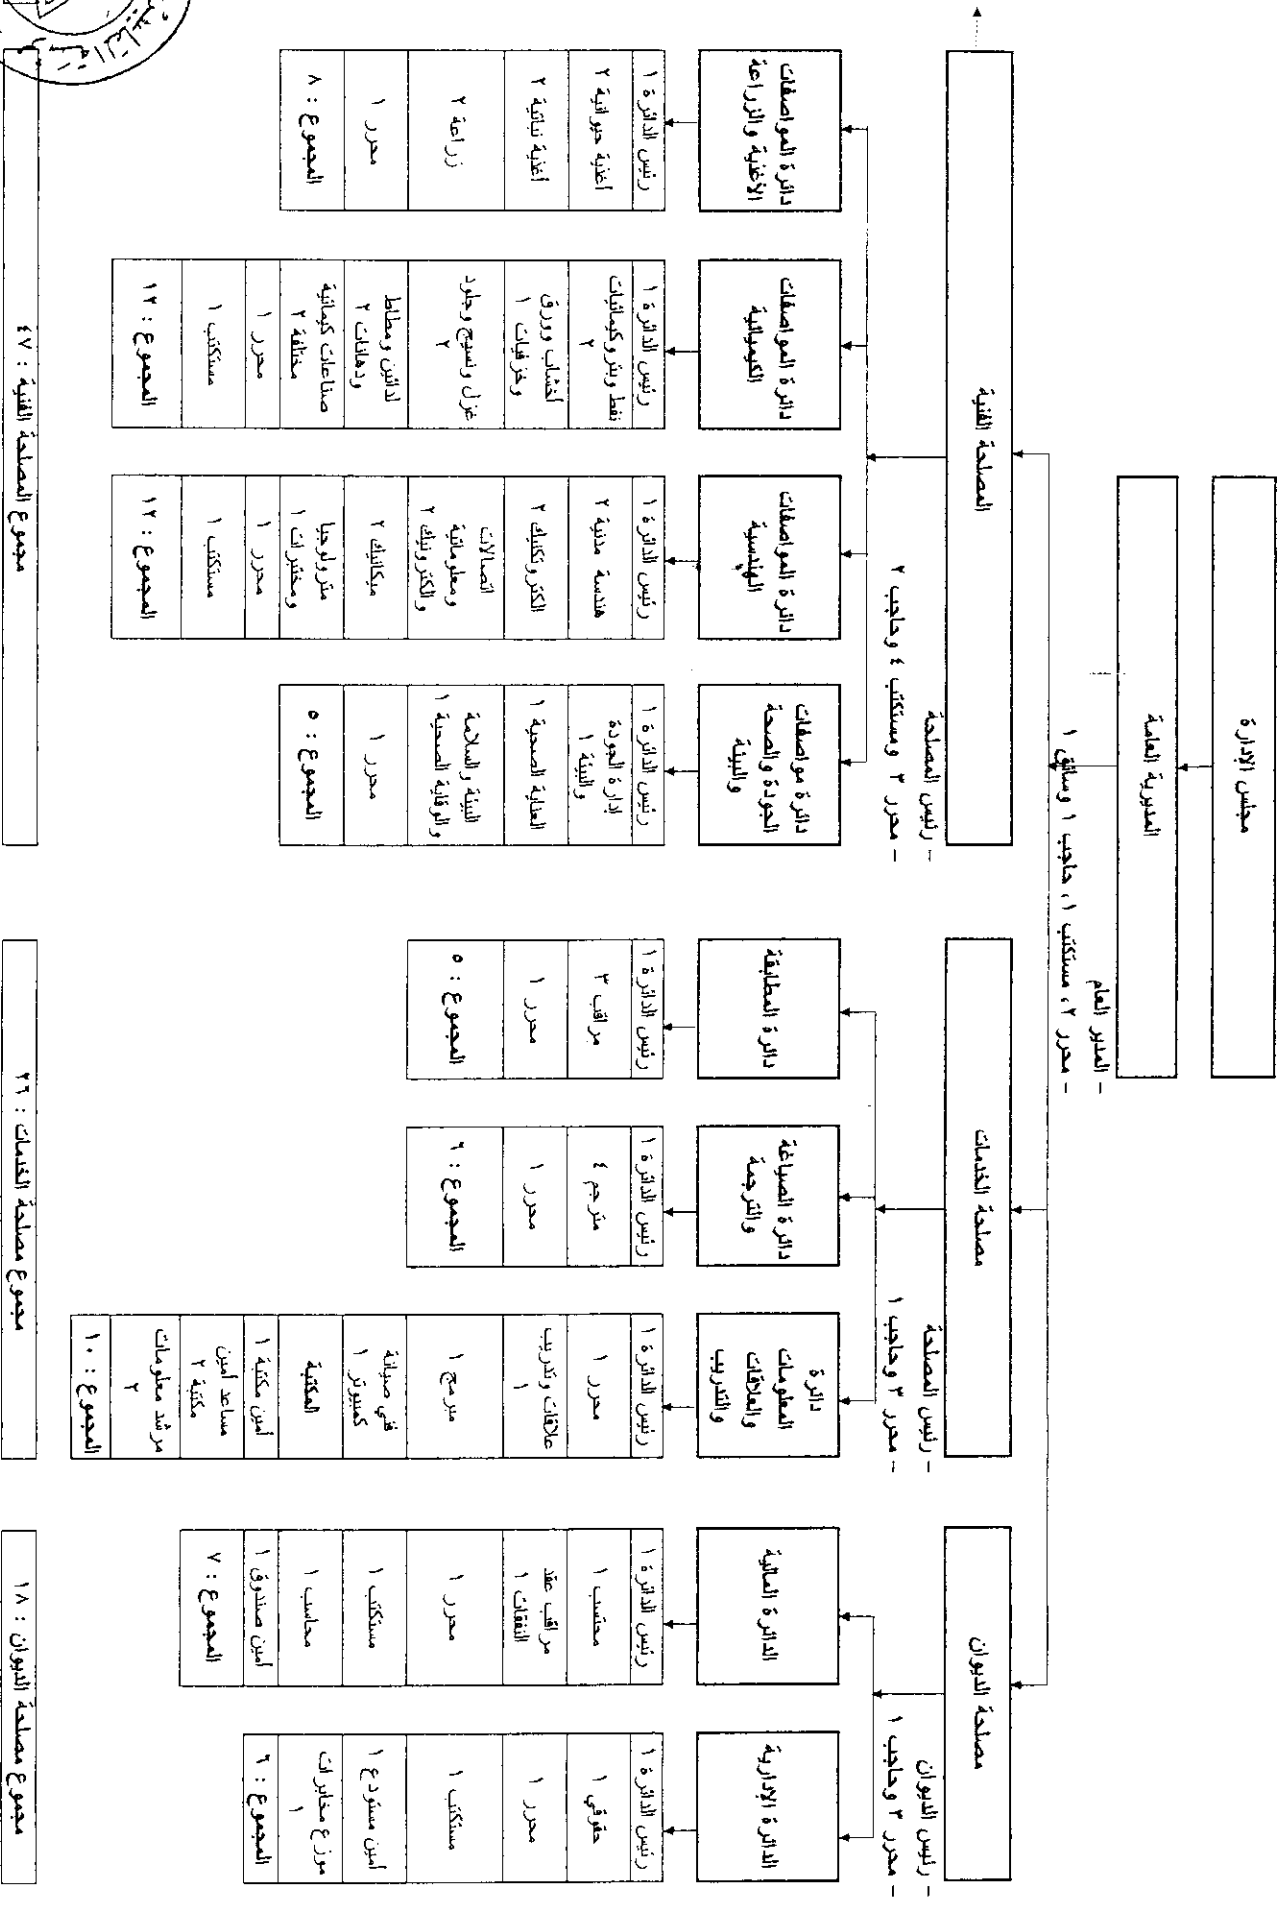 مجلس الإدارة
المديرية العامة
- المدير العام
- محرر ٢، مستكتب ١، حاجب ١ وسائق ١
المصلحة الفنية
- رئيس المصلحة
- محرر ٣ ومستكتب ٤ وحاجب ٢
دائرة المواصفات
الأغذية والزراعة
رئيس الدائرة ١
أغذية حيوانية ٢
أغذية نباتية ٢
زراعة ٢
محرر ١
المجموع : ٨
دائرة المواصفات
الكيميائية
رئيس الدائرة ١
نفط وبتروكيمائيات
٢
أخشاب وورق
وخزفيات ١
غزل ونسيج وجلود
٢
لدائن ومطاط
ودهانات ٢
صناعات كيمائية
مختلفة ٢
محرر ١
مستكتب ١
المجموع : ١٢
دائرة المواصفات
الهندسية
رئيس الدائرة ١
هندسة مدنية ٢
الكتروتكنيك ٢
اتصالات
ومعلوماتية
والكترونيك ٢
ميكانيك ٢
مترولوجيا
ومختبرات ١
محرر ١
مستكتب ١
المجموع : ١٢
دائرة مواصفات
الجودة والصحة
والبيئة
رئيس الدائرة ١
إدارة الجودة
والبيئة ١
العناية الصحية ١
البيئة والسلامة
والوقاية الصحية ١
محرر ١
المجموع : ٥
مجموع المصلحة الفنية : ٤٧
مصلحة الخدمات
- رئيس المصلحة
- محرر ٣ وحاجب ١
دائرة المطابقة
رئيس الدائرة ١
مراقب ٣
محرر ١
المجموع : ٥
دائرة الصياغة
والترجمة
رئيس الدائرة ١
مترجم ٤
محرر ١
المجموع : ٦
دائرة
المعلومات
والعلاقات
والتدريب
رئيس الدائرة ١
محرر ١
علاقات وتدريب
١
مبرمج ١
فني صيانة
كمبيوتر ١
المكتبة
أمين مكتبة ١
مساعد أمين
مكتبة ٢
مرشد معلومات
٢
المجموع : ١٠
مجموع مصلحة الخدمات : ٢٦
مصلحة الديوان
- رئيس الديوان
- محرر ٣ وحاجب ١
الدائرة المالية
رئيس الدائرة ١
محتسب ١
مراقب عقد
النفقات ١
محرر ١
مستكتب ١
محاسب ١
أمين صندوق ١
المجموع : ٧
الدائرة الإدارية
رئيس الدائرة ١
حقوقي ١
محرر ١
مستكتب ١
أمين مستودع ١
موزع مخابرات
١
المجموع : ٦
مجموع مصلحة الديوان : ١٨